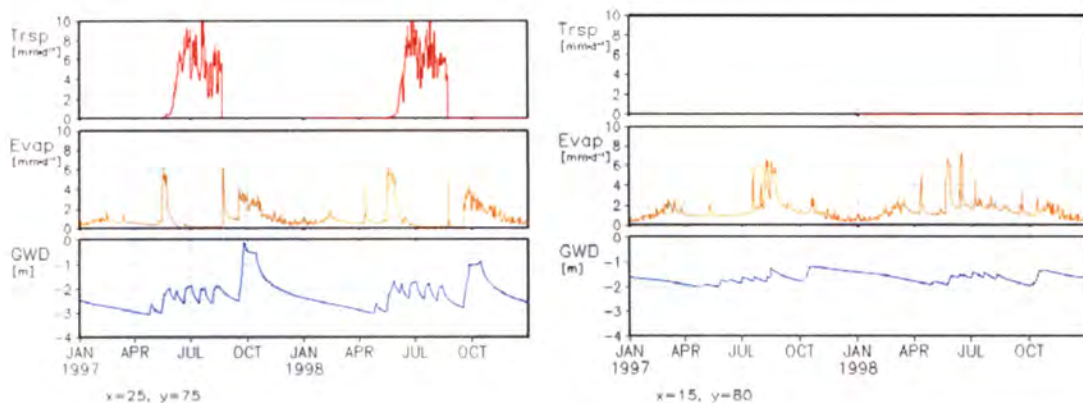 Trsp
[mm·d⁻¹]
10
8
6
4
2
0
Evap
[mm·d⁻¹]
10
8
6
4
2
0
GWD
[m]
0
-1
-2
-3
-4
JAN APR JUL OCT JAN APR JUL OCT
1997 1998
x=25, y=75
Trsp
[mm·d⁻¹]
10
8
6
4
2
0
Evap
[mm·d⁻¹]
10
8
6
4
2
0
GWD
[m]
0
-1
-2
-3
-4
JAN APR JUL OCT JAN APR JUL OCT
1997 1998
x=15, y=80